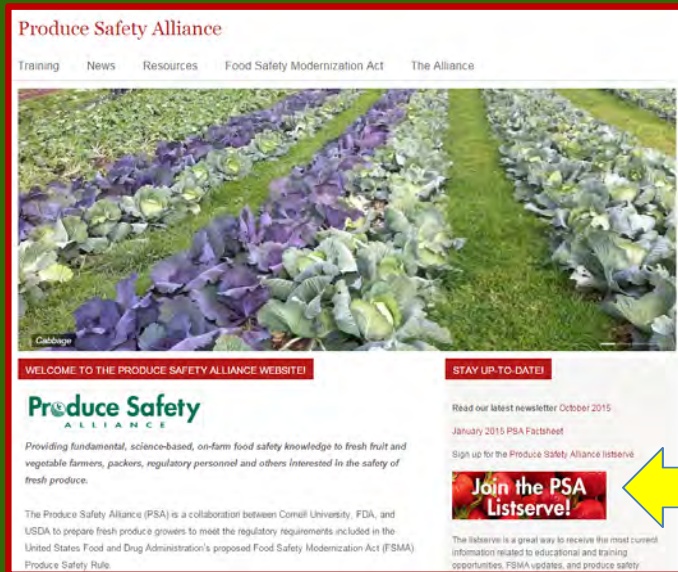 Produce Safety Alliance
Training News Resources Food Safety Modernization Act The Alliance
Cabbage
WELCOME TO THE PRODUCE SAFETY ALLIANCE WEBSITE!
Produce Safety
ALLIANCE
Providing fundamental, science-based, on-farm food safety knowledge to fresh fruit and
vegetable farmers, packers, regulatory personnel and others interested in the safety of
fresh produce.
The Produce Safety Alliance (PSA) is a collaboration between Cornell University, FDA, and
USDA to prepare fresh produce growers to meet the regulatory requirements included in the
United States Food and Drug Administration's proposed Food Safety Modernization Act (FSMA)
Produce Safety Rule.
STAY UP-TO-DATE!
Read our latest newsletter October 2015
January 2015 PSA Factsheet
Sign up for the Produce Safety Alliance listserve
Join the PSA
Listserve!
The listserve is a great way to receive the most current
information related to educational and training
opportunities, FSMA updates, and produce safety